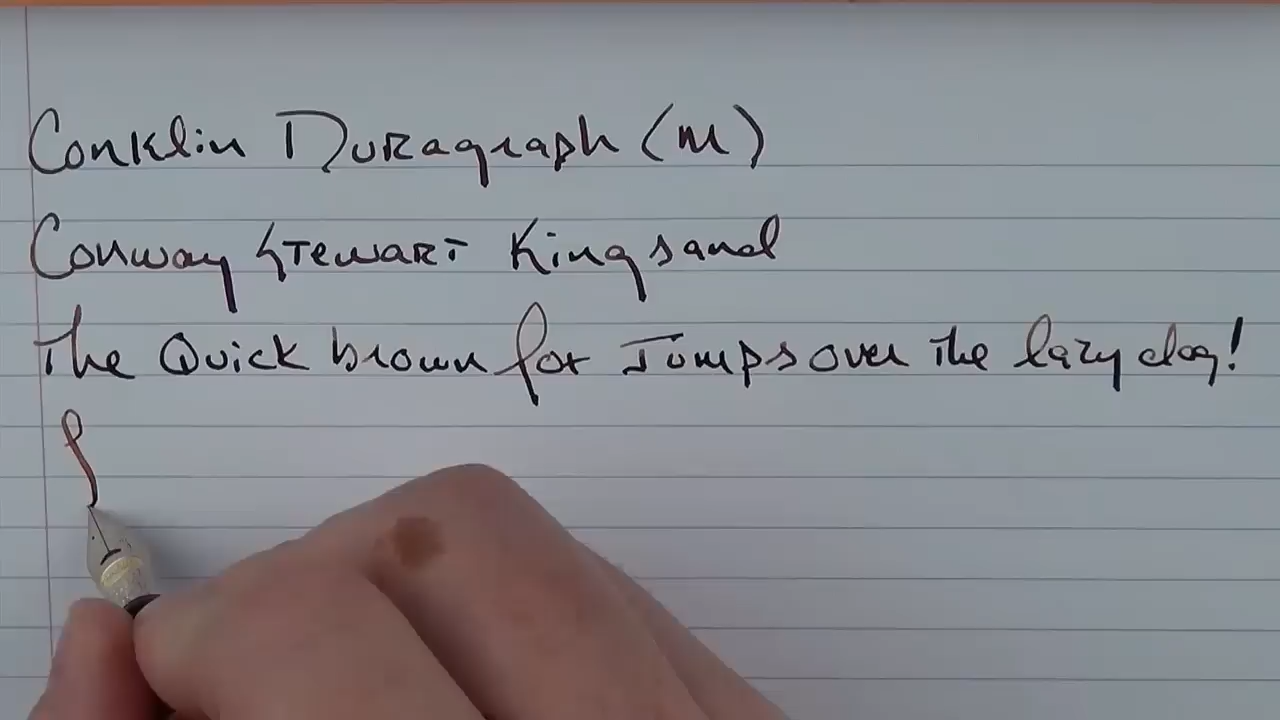 Conklin Duragraph (M)
Conway Stewart Kingsand
The Quick brown fox Jumps over the lazy dog!